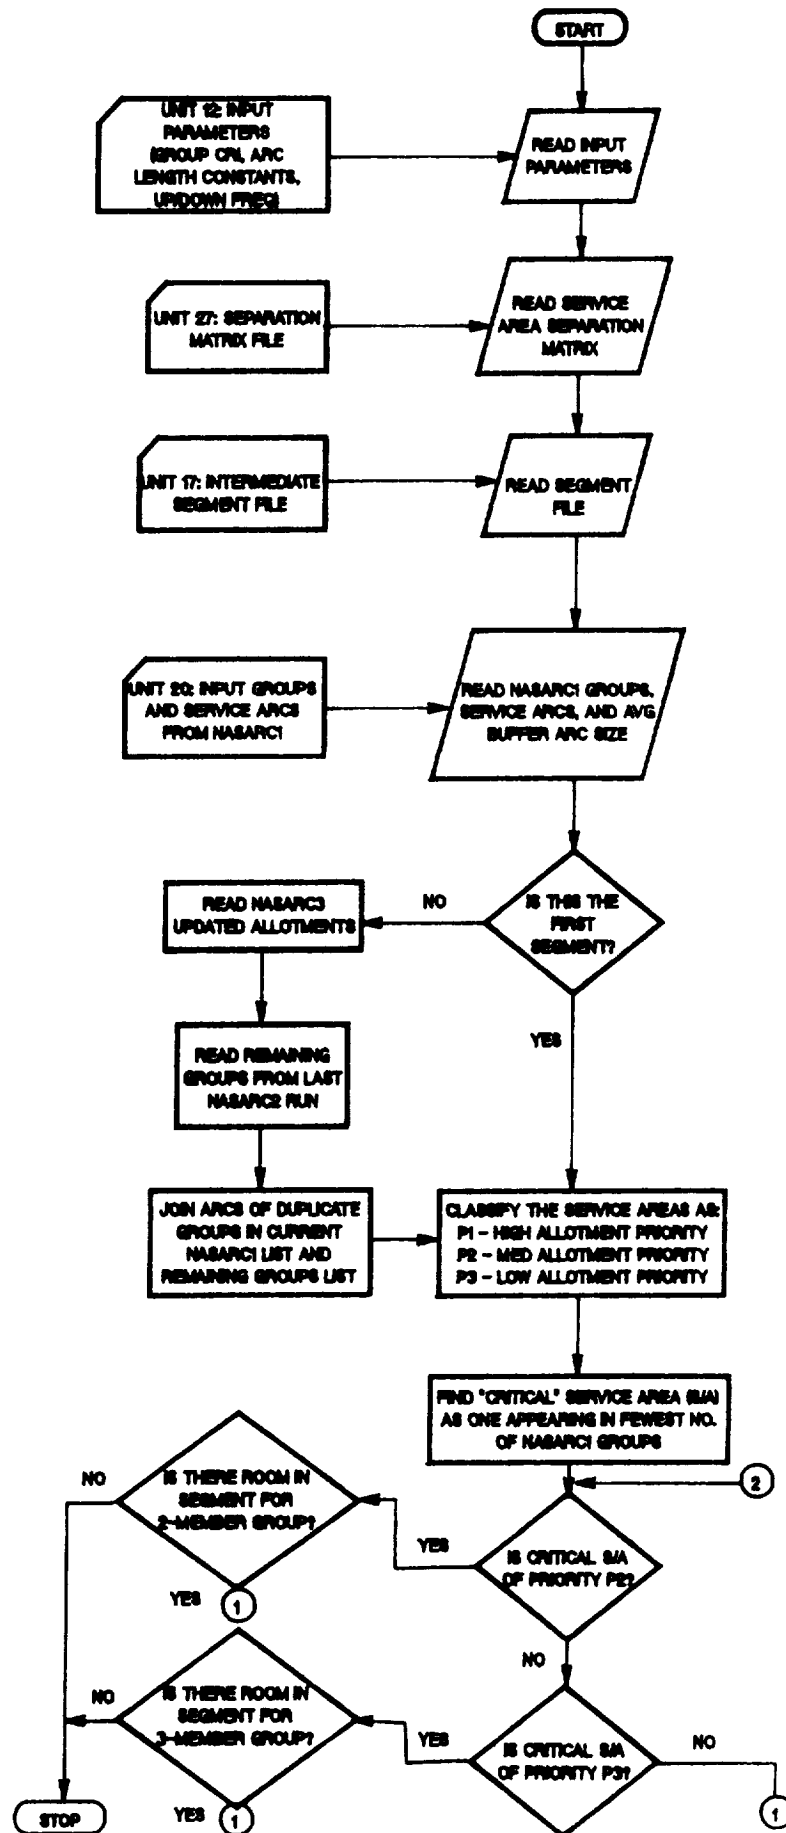 START
UNIT 12: INPUT
PARAMETERS
(GROUP CRI, ARC
LENGTH CONSTANTS,
UP/DOWN FREQ)
READ INPUT
PARAMETERS
UNIT 27: SEPARATION
MATRIX FILE
READ SERVICE
AREA SEPARATION
MATRIX
UNIT 17: INTERMEDIATE
SEGMENT FILE
READ SEGMENT
FILE
UNIT 20: INPUT GROUPS
AND SERVICE ARCS
FROM NASARC1
READ NASARC1 GROUPS,
SERVICE ARCS, AND AVG
BUFFER ARC SIZE
IS THIS THE
FIRST
SEGMENT?
NO
READ NASARC3
UPDATED ALLOTMENTS
YES
READ REMAINING
GROUPS FROM LAST
NASARC2 RUN
JOIN ARCS OF DUPLICATE
GROUPS IN CURRENT
NASARC1 LIST AND
REMAINING GROUPS LIST
CLASSIFY THE SERVICE AREAS AS:
P1 - HIGH ALLOTMENT PRIORITY
P2 - MED ALLOTMENT PRIORITY
P3 - LOW ALLOTMENT PRIORITY
FIND "CRITICAL" SERVICE AREA (S/A)
AS ONE APPEARING IN FEWEST NO.
OF NASARC1 GROUPS
2
IS CRITICAL S/A
OF PRIORITY P2?
YES
IS THERE ROOM IN
SEGMENT FOR
2-MEMBER GROUP?
NO
YES
1
NO
IS CRITICAL S/A
OF PRIORITY P3?
YES
NO
1
IS THERE ROOM IN
SEGMENT FOR
3-MEMBER GROUP?
NO
YES
1
STOP